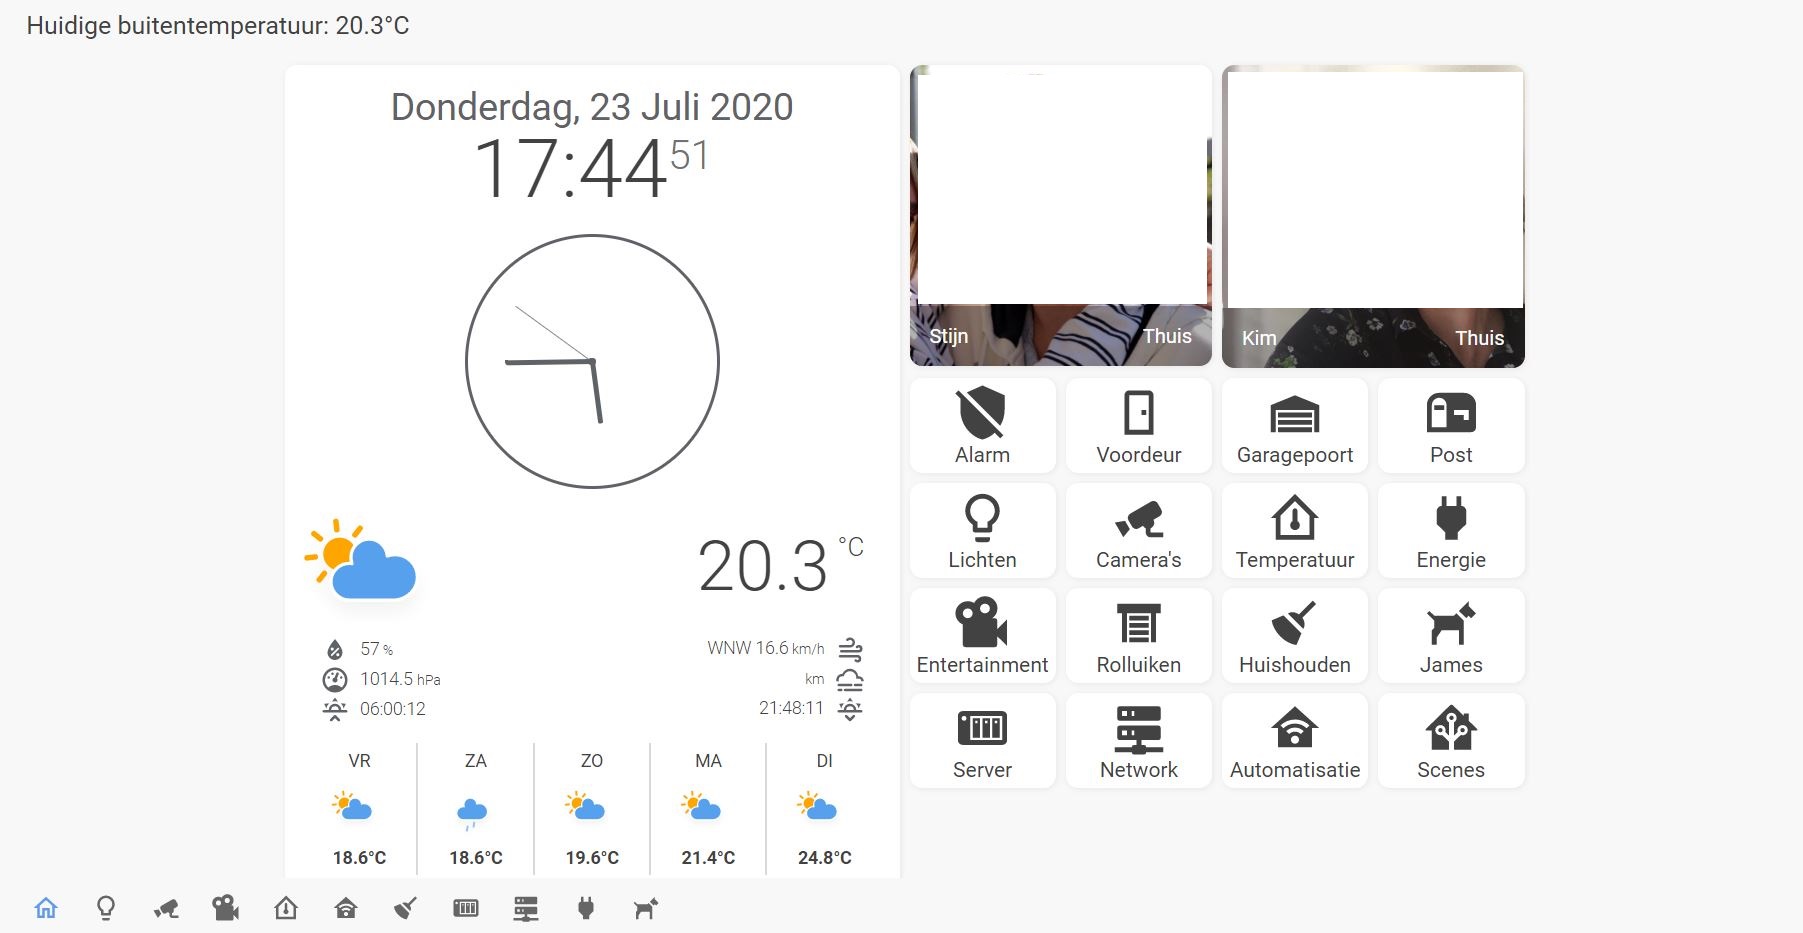 Huidige buitentemperatuur: 20.3°C
Donderdag, 23 Juli 2020
17:44 51
20.3 °C
57 %
WNW 16.6 km/h
1014.5 hPa
km
06:00:12
21:48:11
VR ZA ZO MA DI
18.6°C 18.6°C 19.6°C 21.4°C 24.8°C
Stijn Thuis
Kim Thuis
Alarm Voordeur Garagepoort Post
Lichten Camera's Temperatuur Energie
Entertainment Rolluiken Huishouden James
Server Network Automatisatie Scenes